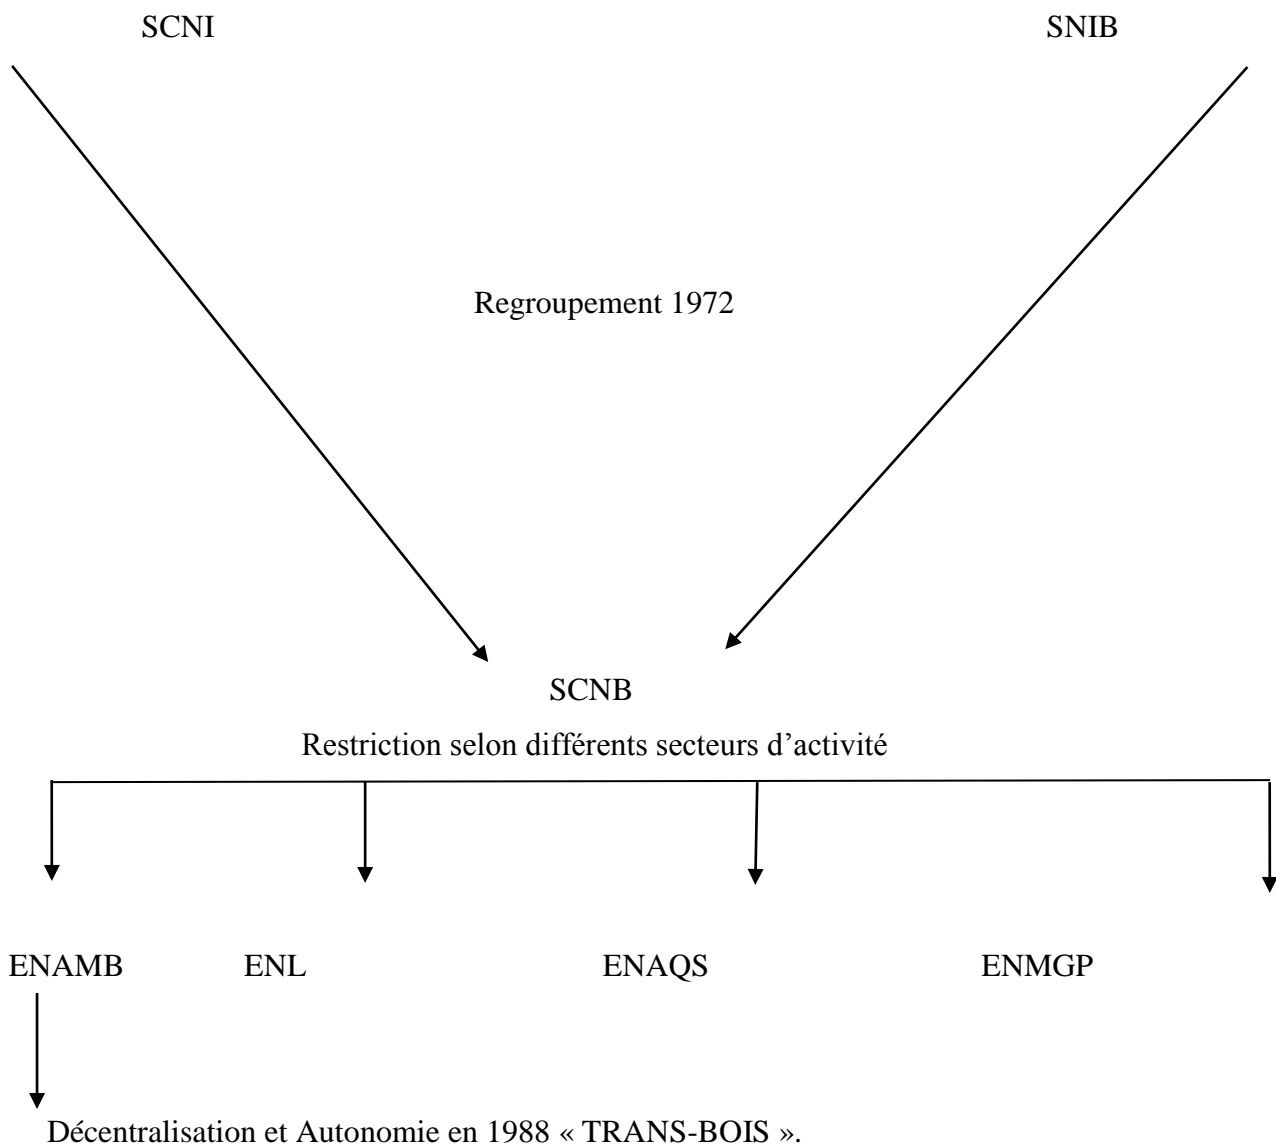 SCNI SNIB
Regroupement 1972
SCNB
Restriction selon différents secteurs d’activité
ENAMB ENL ENAQS ENMGP
Décentralisation et Autonomie en 1988 « TRANS-BOIS ».